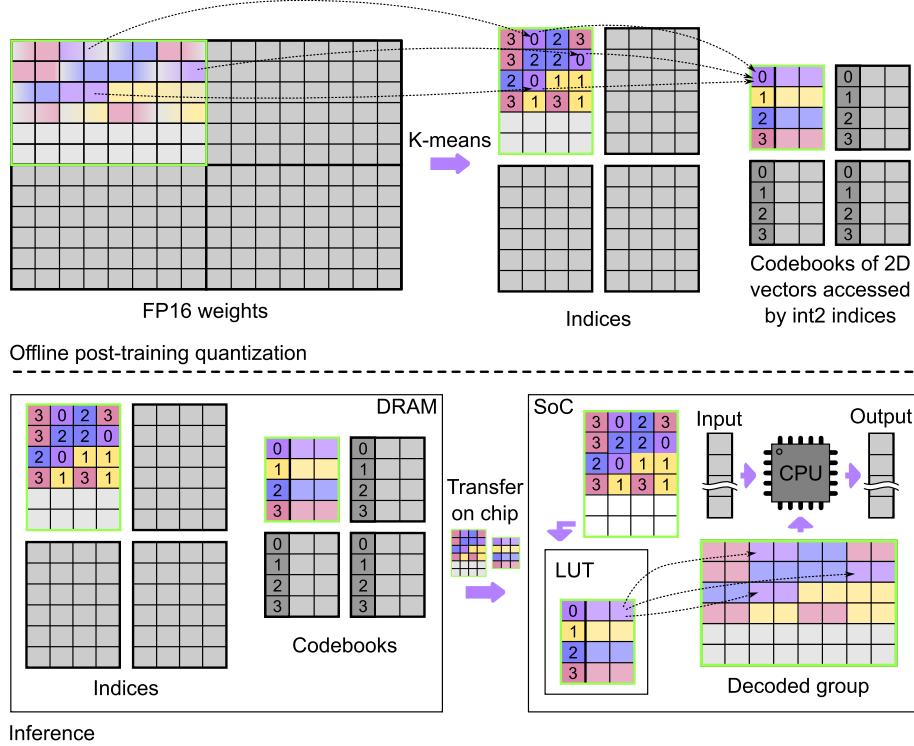 3 0 2 3
3 2 2 0
2 0 1 1
3 1 3 1
0
1
2
3
0
1
2
3
0
1
2
3
0
1
2
3
K-means
FP16 weights
Indices
Codebooks of 2D
vectors accessed
by int2 indices
Offline post-training quantization
DRAM
3 0 2 3
3 2 2 0
2 0 1 1
3 1 3 1
0
1
2
3
0
1
2
3
0
1
2
3
0
1
2
3
Indices
Codebooks
Transfer
on chip
SoC
3 0 2 3
3 2 2 0
2 0 1 1
3 1 3 1
Input
Output
CPU
LUT
0
1
2
3
Decoded group
Inference